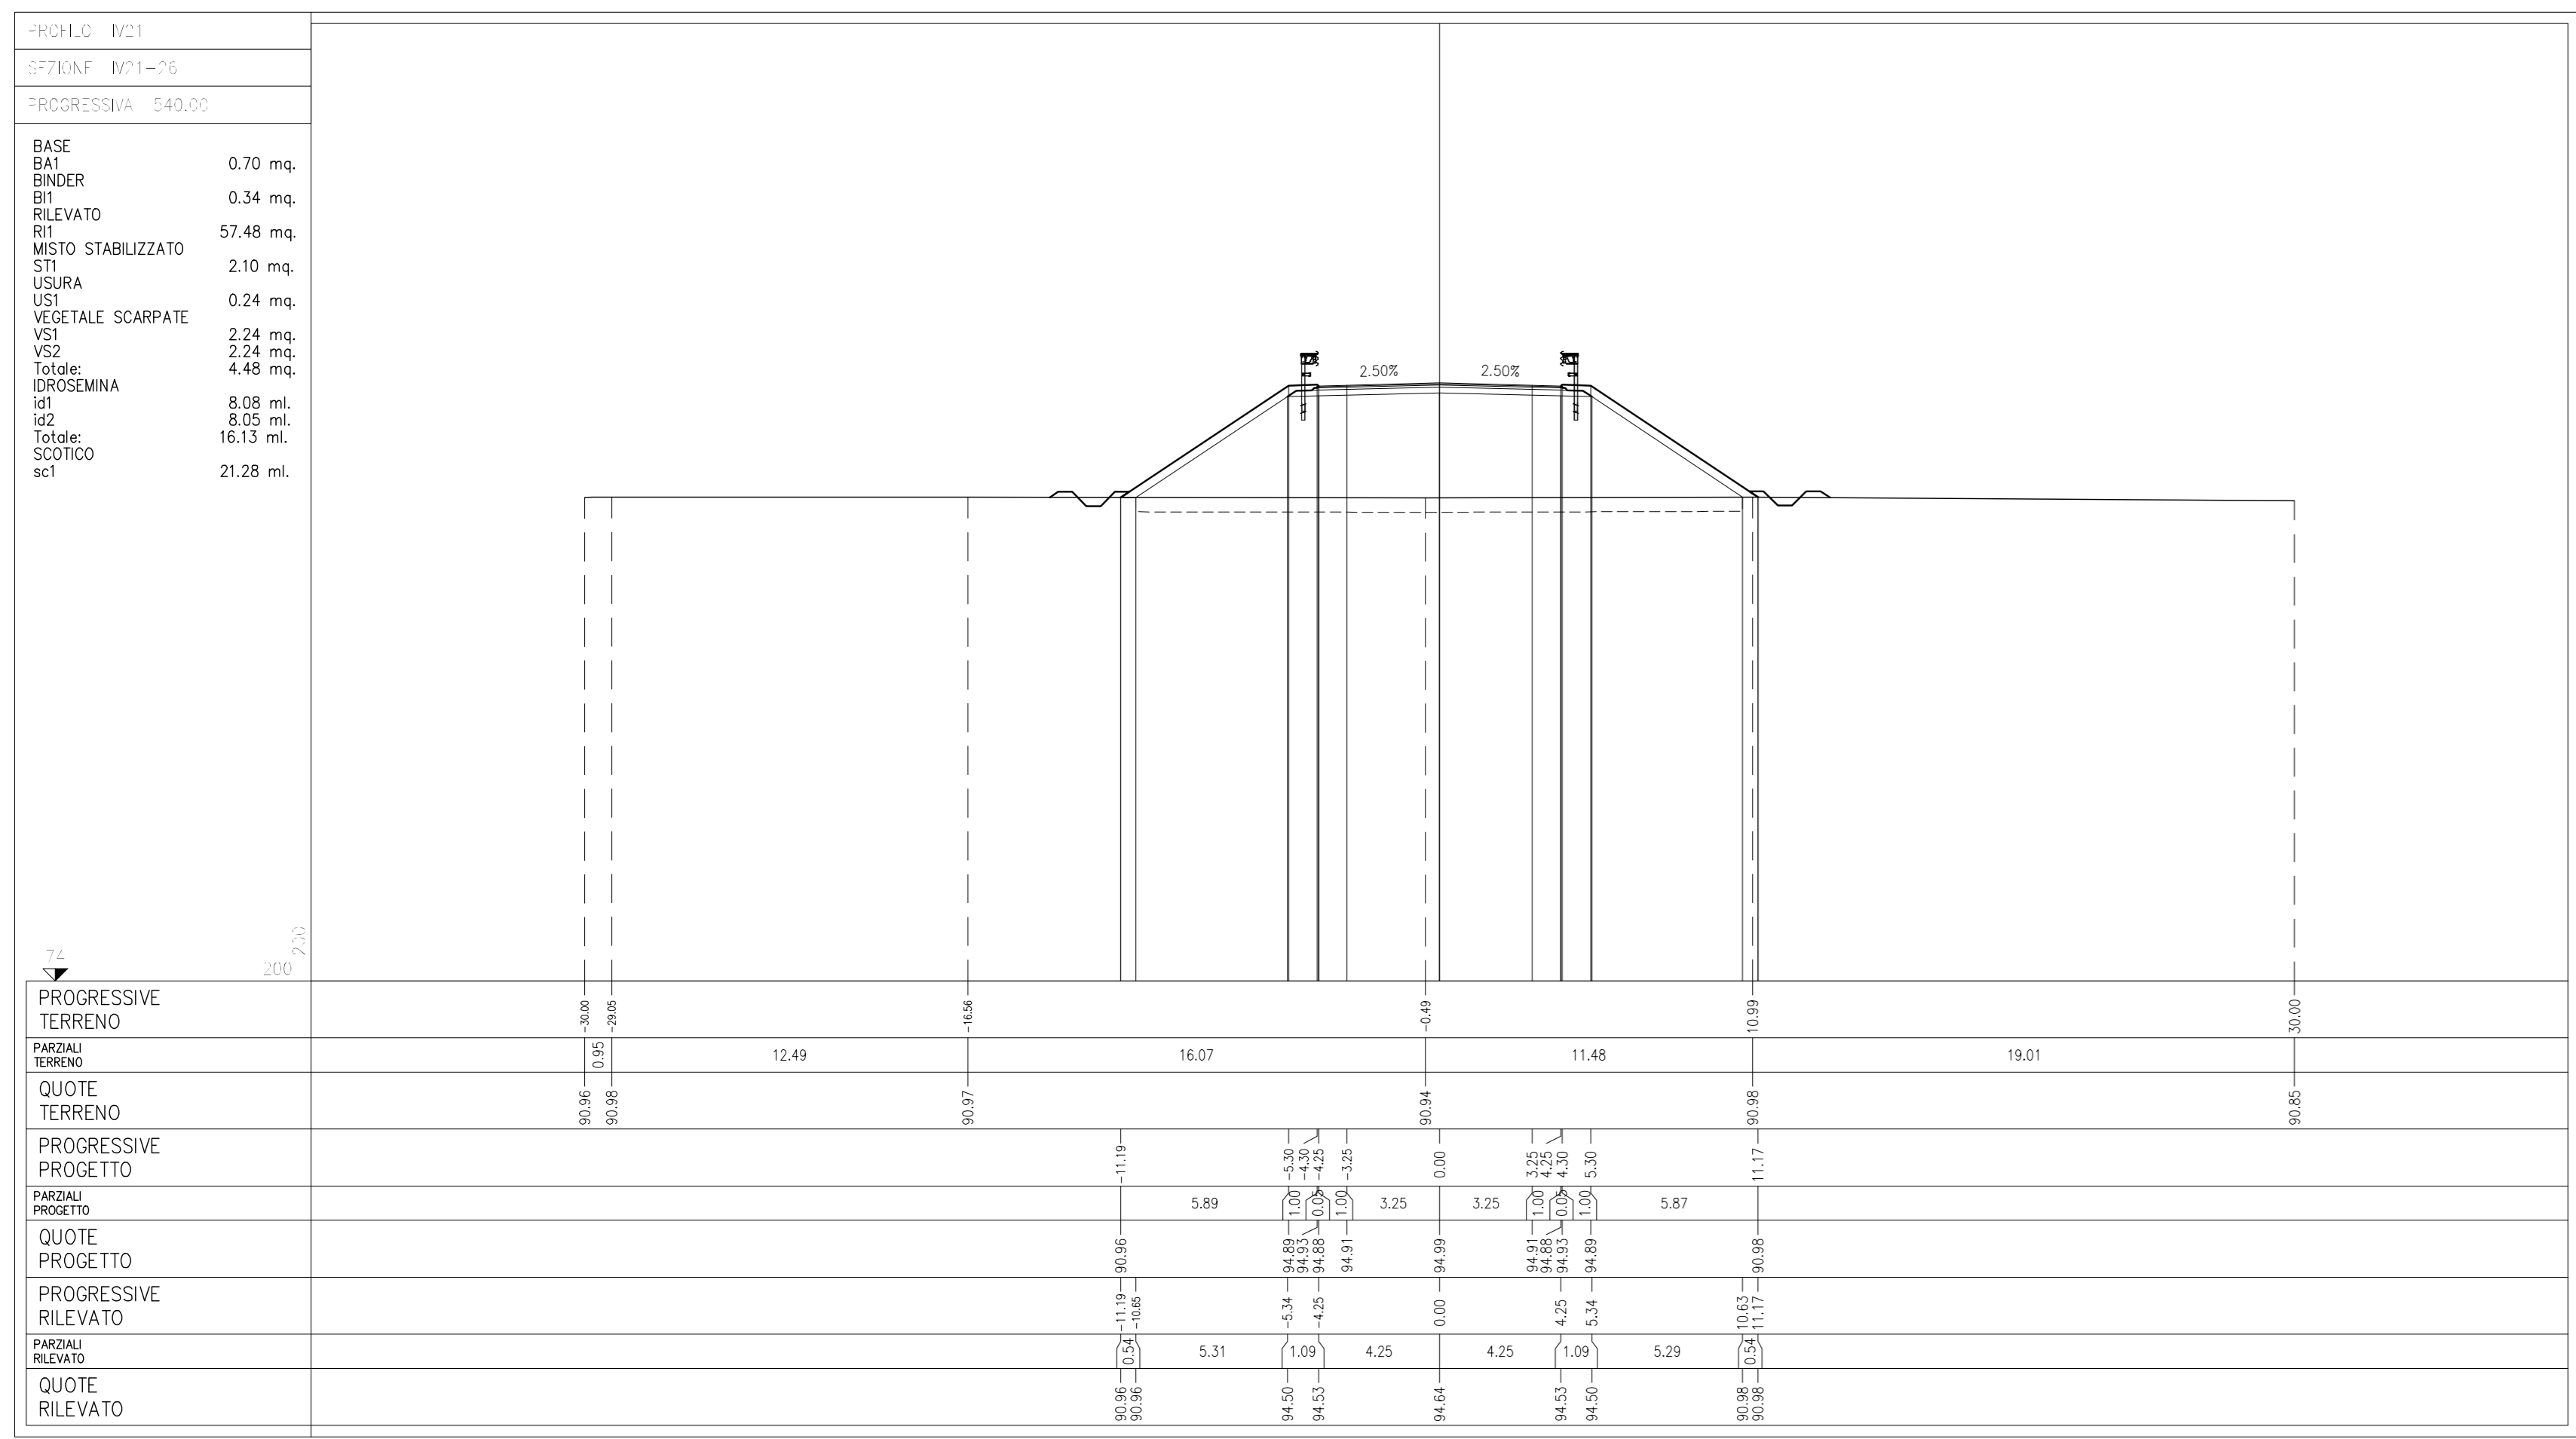 PROFILO IV21
SEZIONE IV21-26
PROGRESSIVA 540.00
BASE
BA1 0.70 mq.
BINDER
BI1 0.34 mq.
RILEVATO
RI1 57.48 mq.
MISTO STABILIZZATO
ST1 2.10 mq.
USURA
US1 0.24 mq.
VEGETALE SCARPATE
VS1 2.24 mq.
VS2 2.24 mq.
Totale: 4.48 mq.
IDROSEMINA
id1 8.08 ml.
id2 8.05 ml.
Totale: 16.13 ml.
SCOTICO
sc1 21.28 ml.
2.50% 2.50%
74 200 200
PROGRESSIVE
TERRENO
-30.00 -29.05 -16.56 -0.49 10.99 30.00
PARZIALI
TERRENO
0.95 12.49 16.07 11.48 19.01
QUOTE
TERRENO
90.96 90.98 90.97 90.94 90.98 90.85
PROGRESSIVE
PROGETTO
-11.19 -5.30 -4.30 -4.25 -3.25 0.00 3.25 4.25 4.30 5.30 11.17
PARZIALI
PROGETTO
5.89 1.00 0.05 1.00 3.25 3.25 1.00 0.05 1.00 5.87
QUOTE
PROGETTO
90.96 94.89 94.93 94.88 94.91 94.99 94.91 94.88 94.93 94.89 90.98
PROGRESSIVE
RILEVATO
-11.19 -10.65 -5.34 -4.25 0.00 4.25 5.34 10.63 11.17
PARZIALI
RILEVATO
0.54 5.31 1.09 4.25 4.25 1.09 5.29 0.54
QUOTE
RILEVATO
90.96 90.96 94.50 94.53 94.64 94.53 94.50 90.98 90.98